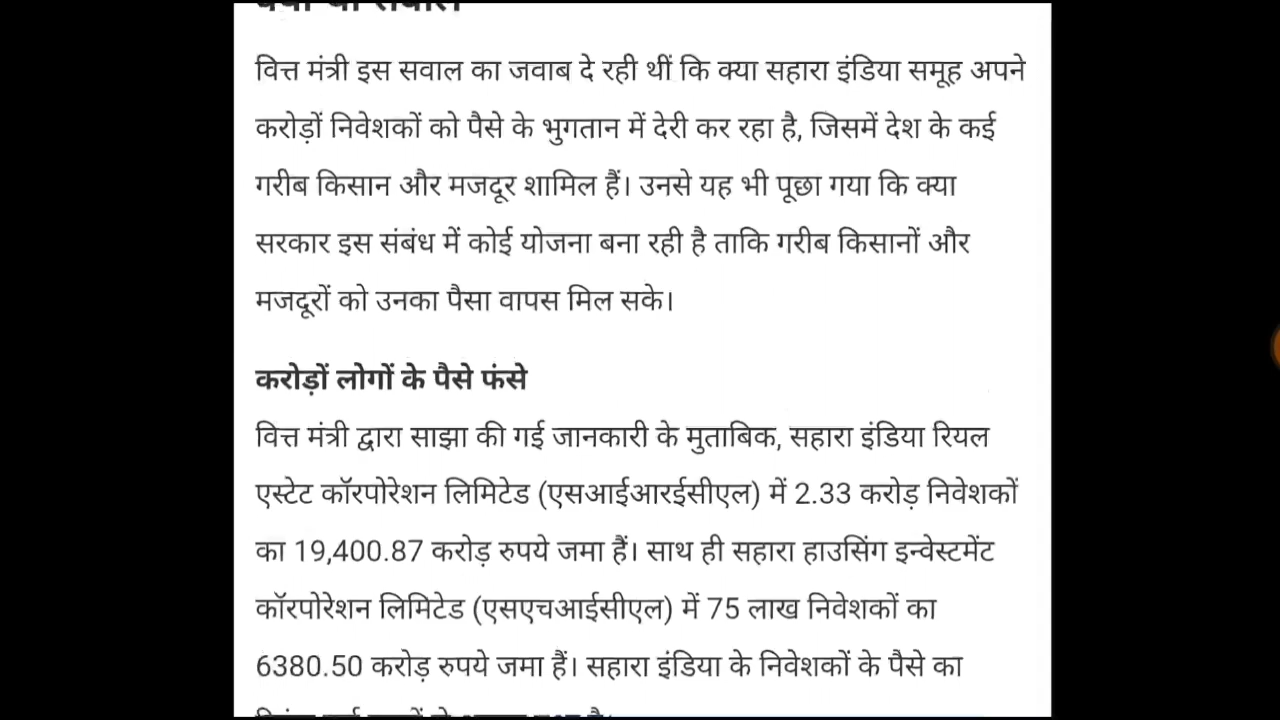 वित्त मंत्री इस सवाल का जवाब दे रही थीं कि क्या सहारा इंडिया समूह अपने
करोड़ों निवेशकों को पैसे के भुगतान में देरी कर रहा है, जिसमें देश के कई
गरीब किसान और मजदूर शामिल हैं। उनसे यह भी पूछा गया कि क्या
सरकार इस संबंध में कोई योजना बना रही है ताकि गरीब किसानों और
मजदूरों को उनका पैसा वापस मिल सके।
करोड़ों लोगों के पैसे फंसे
वित्त मंत्री द्वारा साझा की गई जानकारी के मुताबिक, सहारा इंडिया रियल
एस्टेट कॉरपोरेशन लिमिटेड (एसआईआरईसीएल) में 2.33 करोड़ निवेशकों
का 19,400.87 करोड़ रुपये जमा हैं। साथ ही सहारा हाउसिंग इन्वेस्टमेंट
कॉरपोरेशन लिमिटेड (एसएचआईसीएल) में 75 लाख निवेशकों का
6380.50 करोड़ रुपये जमा हैं। सहारा इंडिया के निवेशकों के पैसे का